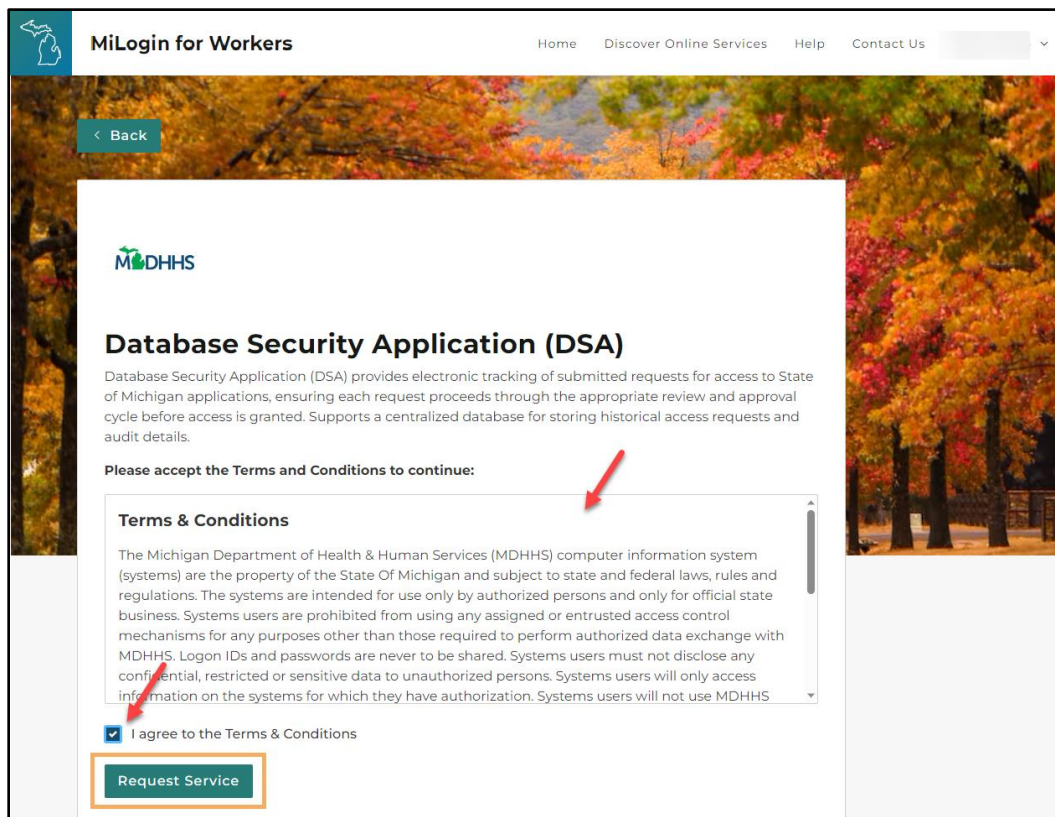 MiLogin for Workers
Home Discover Online Services Help Contact Us
< Back
MDHHS
Database Security Application (DSA)
Database Security Application (DSA) provides electronic tracking of submitted requests for access to State
of Michigan applications, ensuring each request proceeds through the appropriate review and approval
cycle before access is granted. Supports a centralized database for storing historical access requests and
audit details.
Please accept the Terms and Conditions to continue:
Terms & Conditions
The Michigan Department of Health & Human Services (MDHHS) computer information system
(systems) are the property of the State Of Michigan and subject to state and federal laws, rules and
regulations. The systems are intended for use only by authorized persons and only for official state
business. Systems users are prohibited from using any assigned or entrusted access control
mechanisms for any purposes other than those required to perform authorized data exchange with
MDHHS. Logon IDs and passwords are never to be shared. Systems users must not disclose any
confidential, restricted or sensitive data to unauthorized persons. Systems users will only access
information on the systems for which they have authorization. Systems users will not use MDHHS
I agree to the Terms & Conditions
Request Service